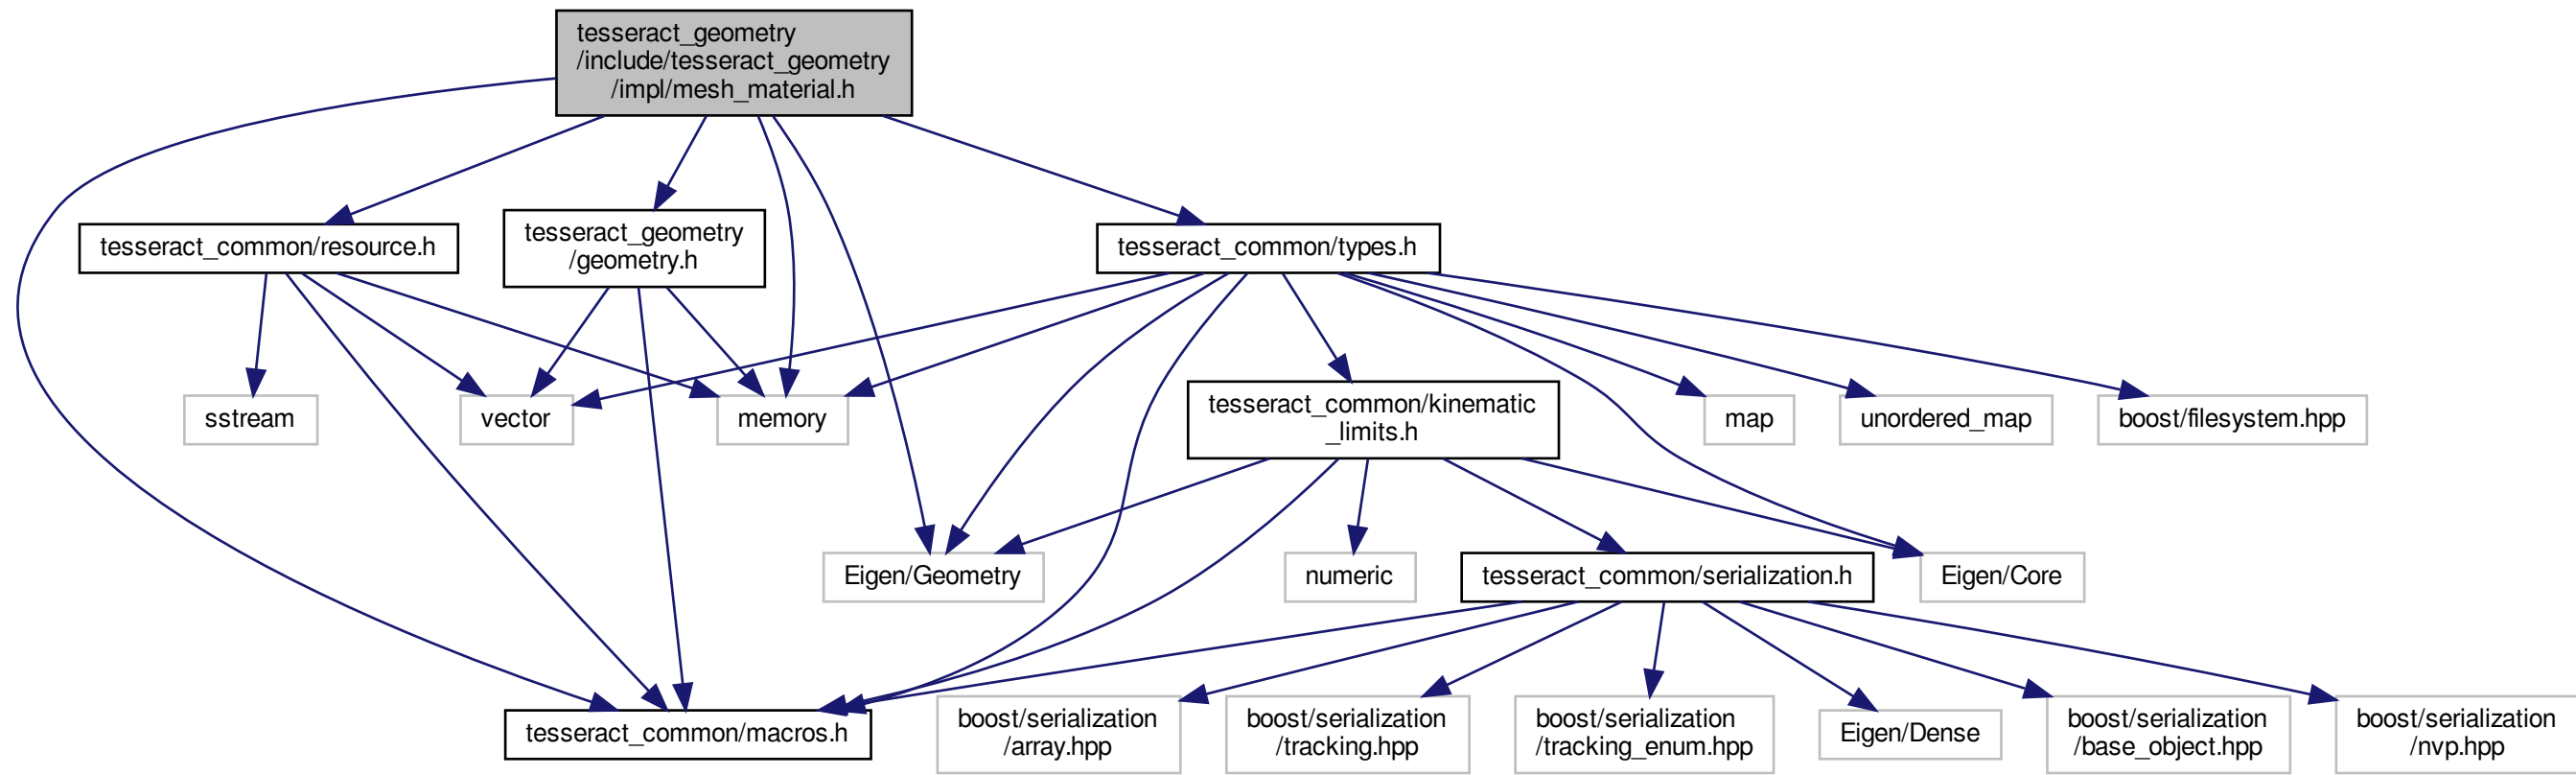 tesseract_geometry
/include/tesseract_geometry
/impl/mesh_material.h
tesseract_common/resource.h
tesseract_geometry
/geometry.h
tesseract_common/types.h
sstream
vector
memory
tesseract_common/kinematic
_limits.h
map
unordered_map
boost/filesystem.hpp
Eigen/Geometry
numeric
tesseract_common/serialization.h
Eigen/Core
tesseract_common/macros.h
boost/serialization
/array.hpp
boost/serialization
/tracking.hpp
boost/serialization
/tracking_enum.hpp
Eigen/Dense
boost/serialization
/base_object.hpp
boost/serialization
/nvp.hpp